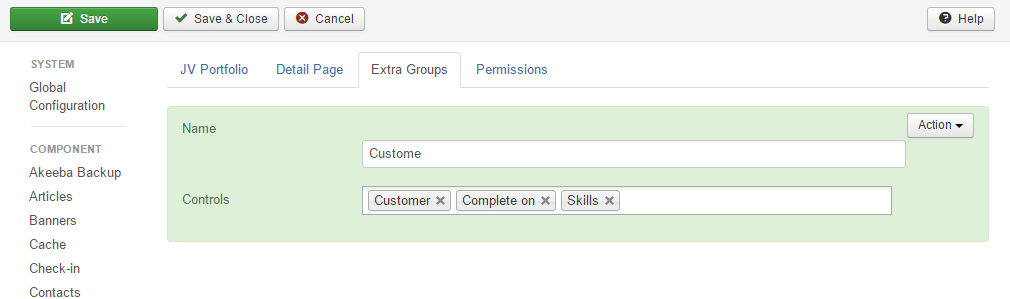 Save
Save & Close
Cancel
Help
SYSTEM
Global
Configuration
COMPONENT
Akeeba Backup
Articles
Banners
Cache
Check-in
Contacts
JV Portfolio
Detail Page
Extra Groups
Permissions
Name
Action
Custome
Controls
Customer
Complete on
Skills